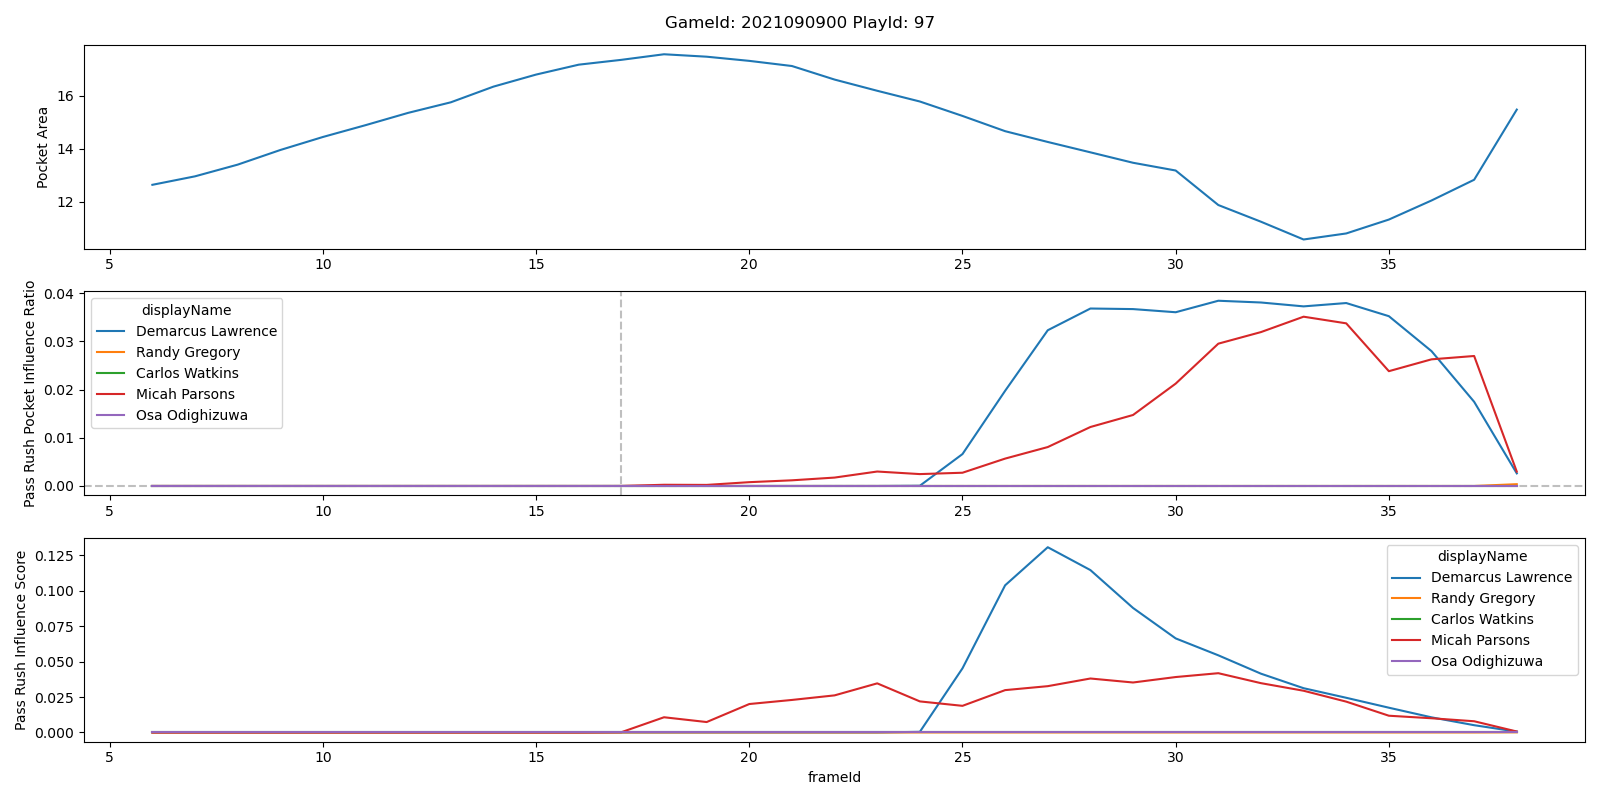 GameId: 2021090900 PlayId: 97
Pocket Area
16
14
12
5 10 15 20 25 30 35
Pass Rush Pocket Influence Ratio
0.04
0.03
0.02
0.01
0.00
displayName
Demarcus Lawrence
Randy Gregory
Carlos Watkins
Micah Parsons
Osa Odighizuwa
5 10 15 20 25 30 35
Pass Rush Influence Score
0.125
0.100
0.075
0.050
0.025
0.000
displayName
Demarcus Lawrence
Randy Gregory
Carlos Watkins
Micah Parsons
Osa Odighizuwa
5 10 15 20 25 30 35
frameId